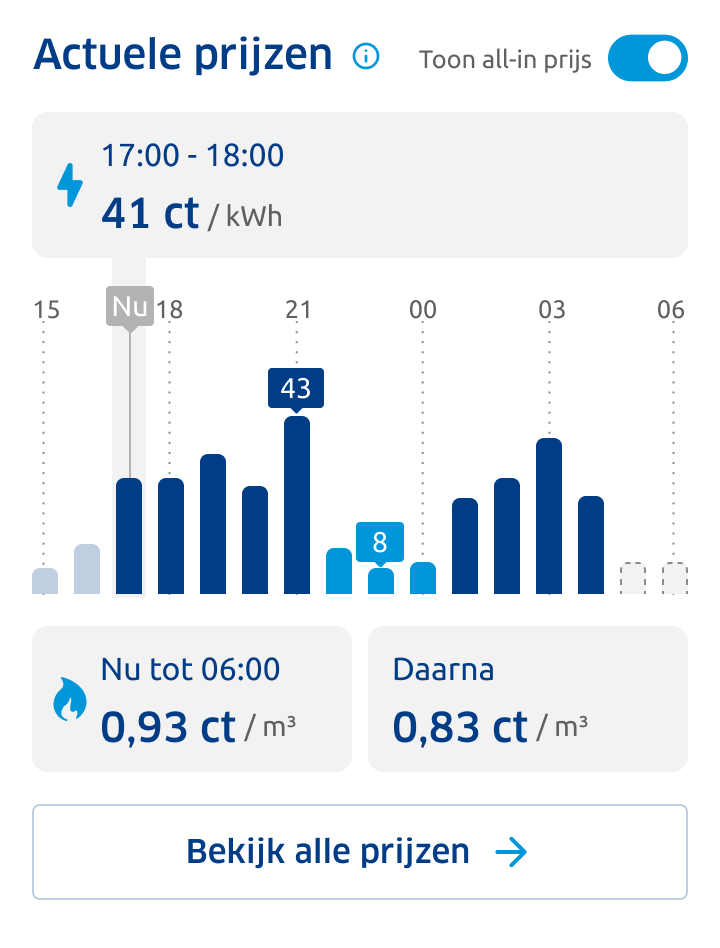 Actuele prijzen
Toon all-in prijs
17:00 - 18:00
41 ct / kWh
15 Nu 18 21 00 03 06
43
8
Nu tot 06:00
0,93 ct / m³
Daarna
0,83 ct / m³
Bekijk alle prijzen